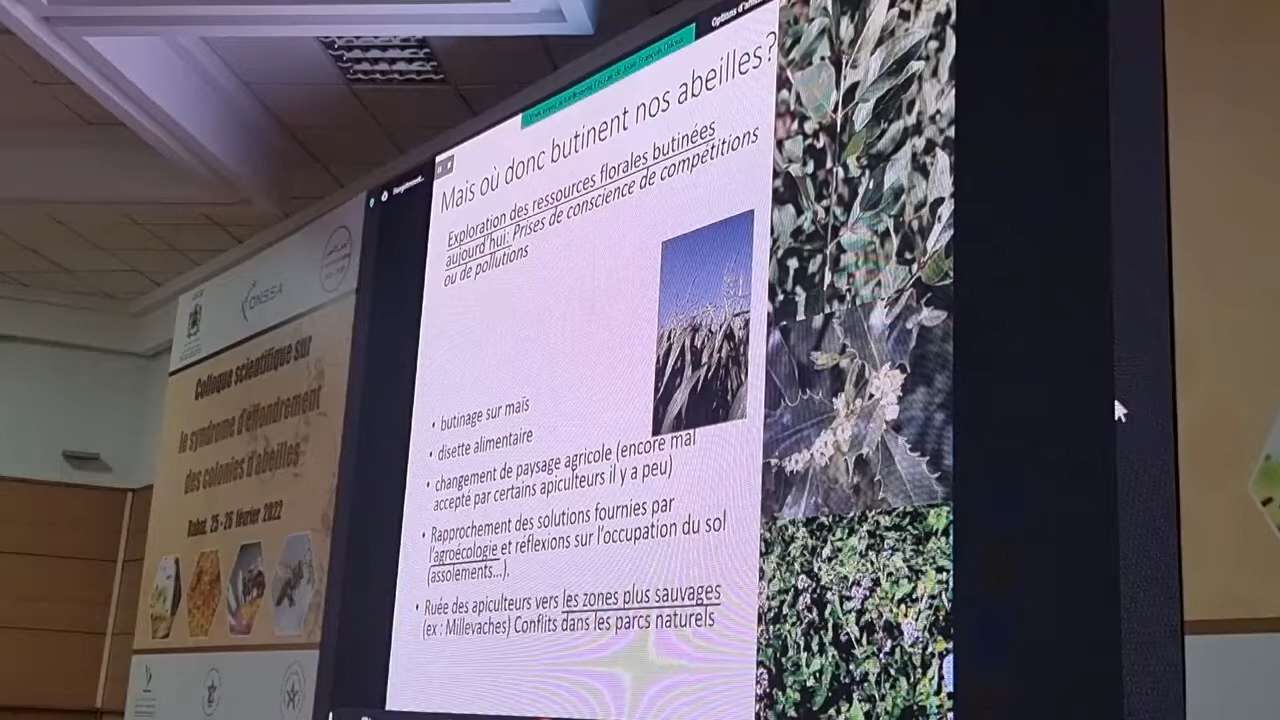 ONSSA
Colloque scientifique sur
le syndrome d'effondrement
des colonies d'abeilles
Rabat, 25-26 février 2022
Enregistrement...
Options d'affic
Mais où donc butinent nos abeilles?
Exploration des ressources florales butinées
aujourd'hui: Prises de conscience de compétitions
ou de pollutions
• butinage sur maïs
• disette alimentaire
• changement de paysage agricole (encore mal
accepté par certains apiculteurs il y a peu)
• Rapprochement des solutions fournies par
l'agroécologie et réflexions sur l'occupation du sol
(assolements...).
• Ruée des apiculteurs vers les zones plus sauvages
(ex : Millevaches) Conflits dans les parcs naturels